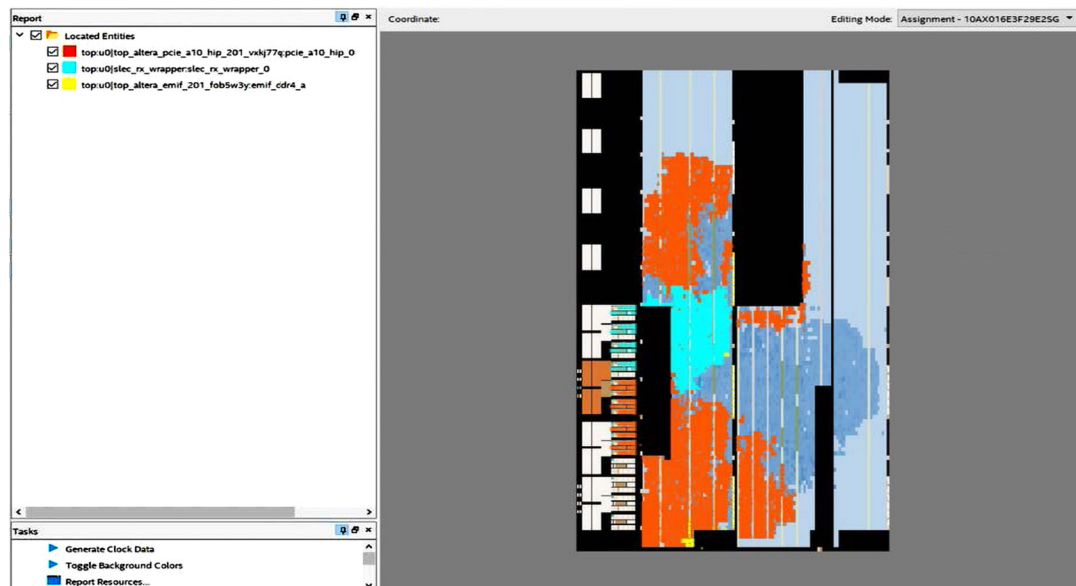 Report
Coordinate:
Editing Mode: Assignment - 10AX016E3F29E2SG
Located Entities
top:u0|top_altera_pcie_a10_hip_201_vxkj77q:pcie_a10_hip_0
top:u0|slec_rx_wrapper:slec_rx_wrapper_0
top:u0|top_altera_emif_201_fob5w3y:emif_ddr4_a
Tasks
Generate Clock Data
Toggle Background Colors
Report Resources...